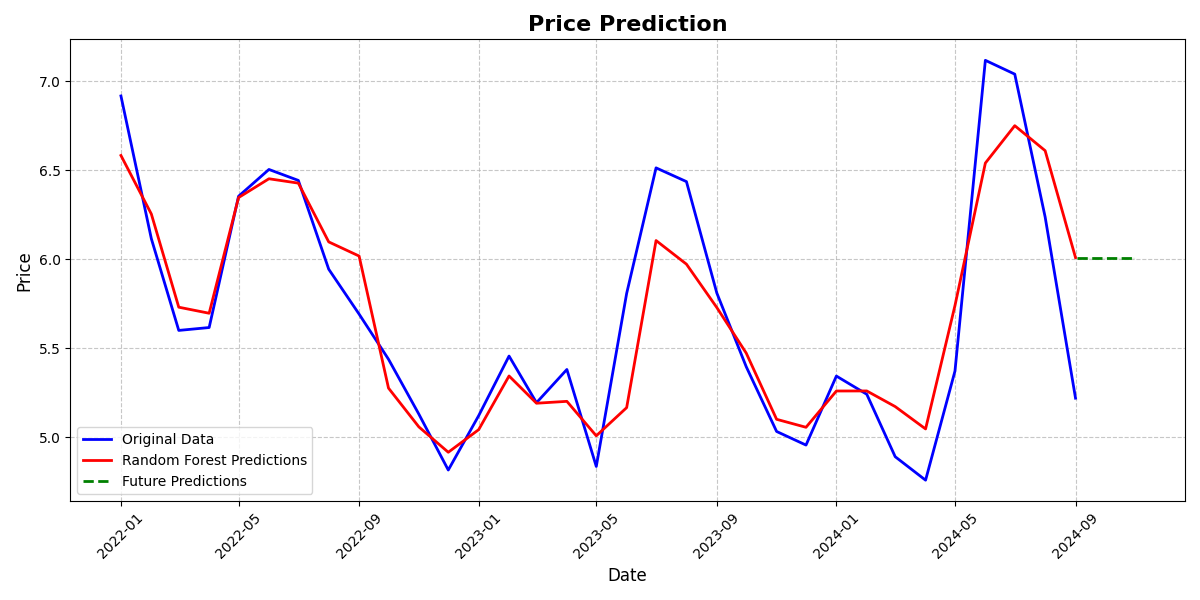 Price Prediction
Price
7.0
6.5
6.0
5.5
5.0
Original Data
Random Forest Predictions
Future Predictions
2022-01
2022-05
2022-09
2023-01
2023-05
2023-09
2024-01
2024-05
2024-09
Date